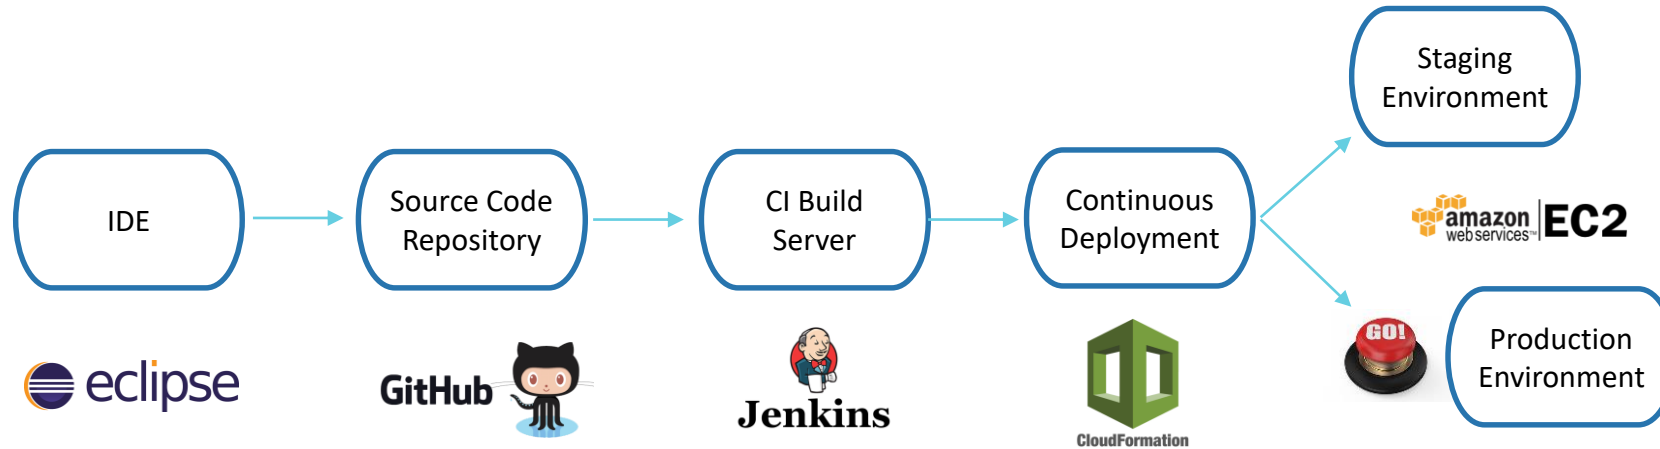 IDE
eclipse
Source Code
Repository
GitHub
CI Build
Server
Jenkins
Continuous
Deployment
CloudFormation
Staging
Environment
amazon
webservices™
EC2
GO!
Production
Environment